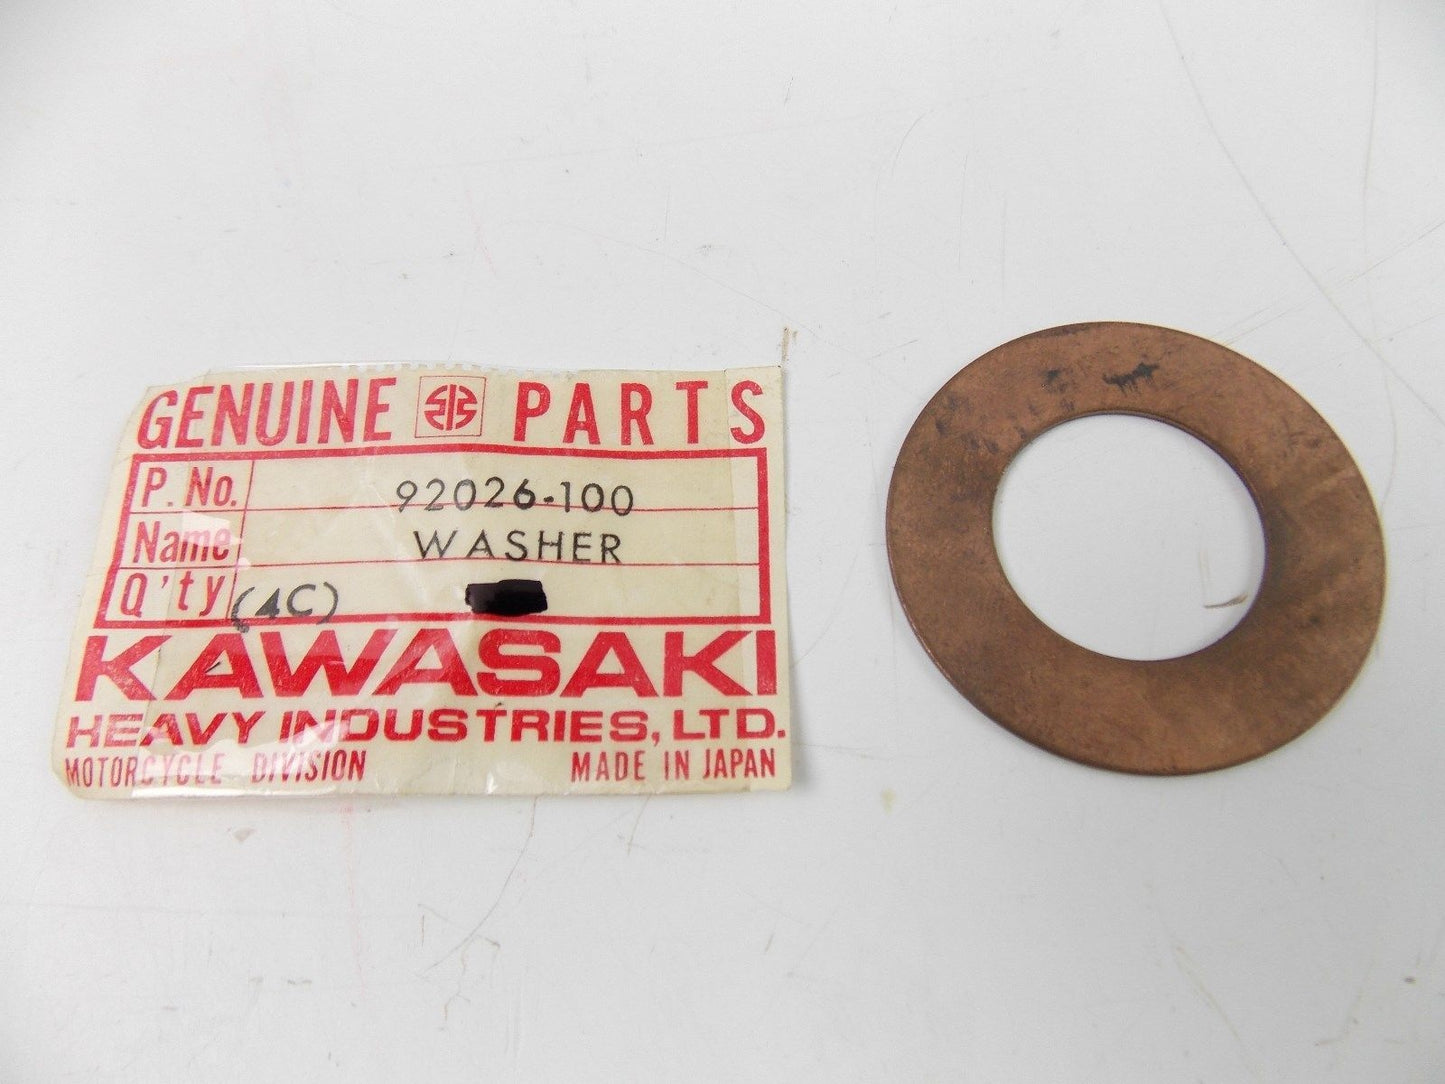 GENUINE PARTS
P. No. 92026-100
Name WASHER
Q'ty (4C)
KAWASAKI
HEAVY INDUSTRIES, LTD.
MOTORCYCLE DIVISION MADE IN JAPAN